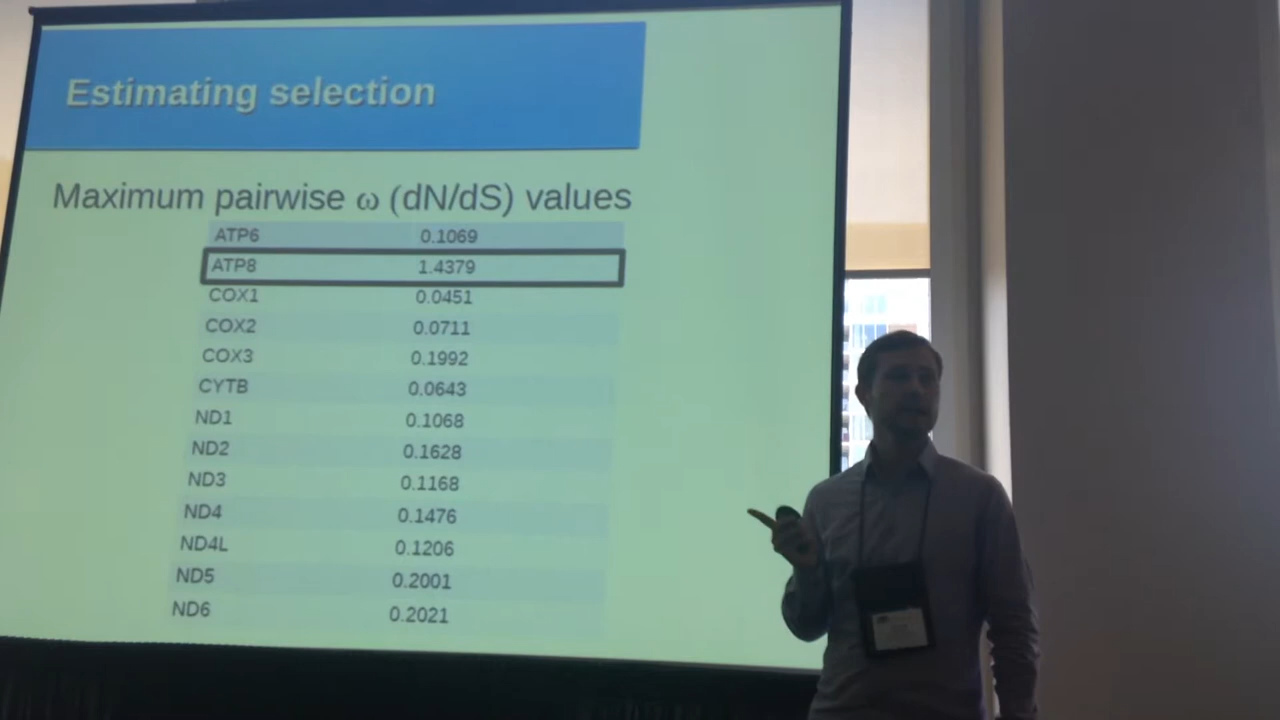 Estimating selection
Maximum pairwise ω (dN/dS) values
ATP6 0.1069
ATP8 1.4379
COX1 0.0451
COX2 0.0711
COX3 0.1992
CYTB 0.0643
ND1 0.1068
ND2 0.1628
ND3 0.1168
ND4 0.1476
ND4L 0.1206
ND5 0.2001
ND6 0.2021